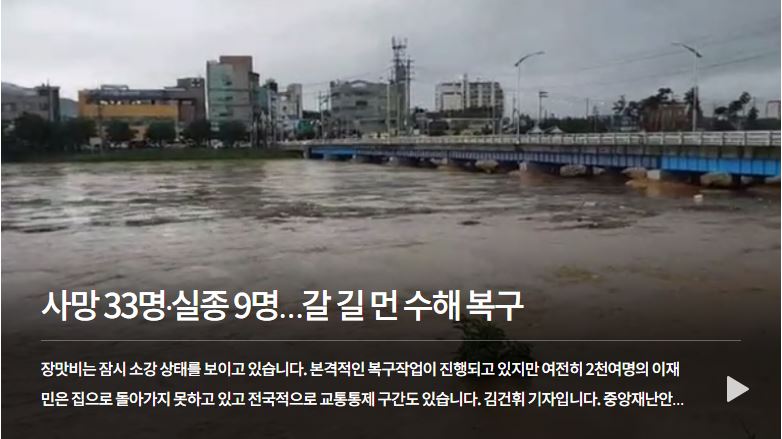 사망 33명·실종 9명...갈 길 먼 수해 복구
장맛비는 잠시 소강 상태를 보이고 있습니다. 본격적인 복구작업이 진행되고 있지만 여전히 2천여명의 이재
민은 집으로 돌아가지 못하고 있고 전국적으로 교통통제 구간도 있습니다. 김건휘 기자입니다. 중앙재난안...